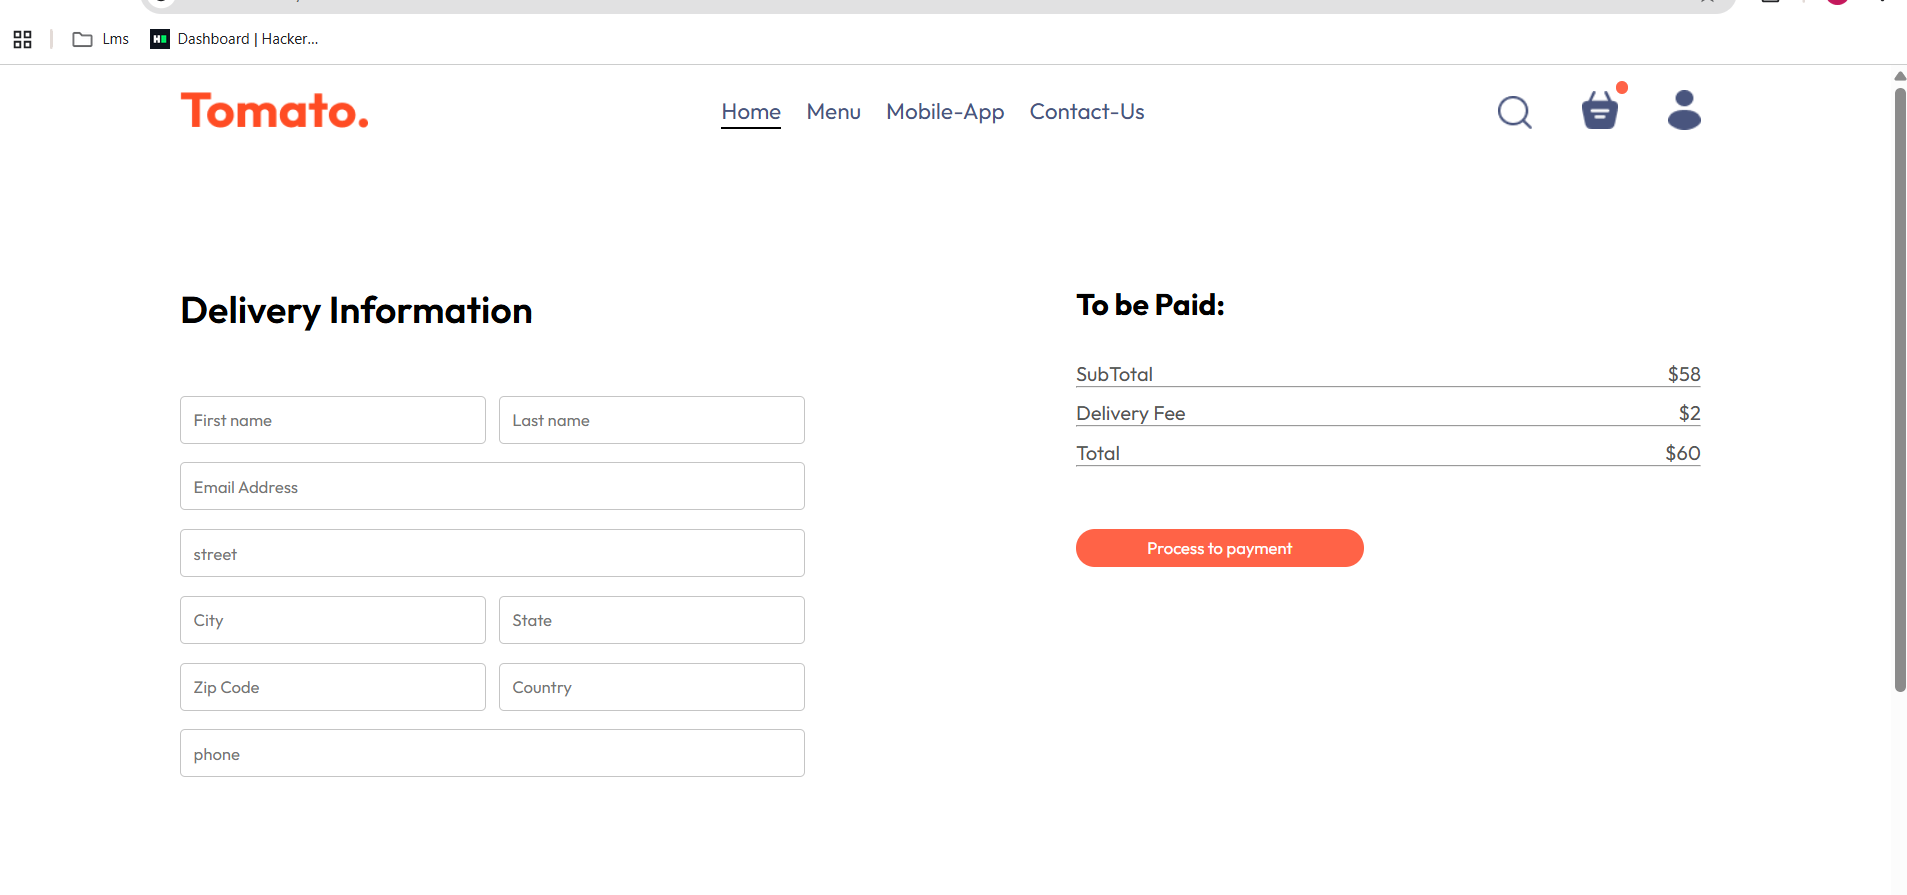 Lms
Dashboard | Hacker...
Tomato.
Home Menu Mobile-App Contact-Us
Delivery Information
First name Last name
Email Address
street
City State
Zip Code Country
phone
To be Paid:
SubTotal $58
Delivery Fee $2
Total $60
Process to payment